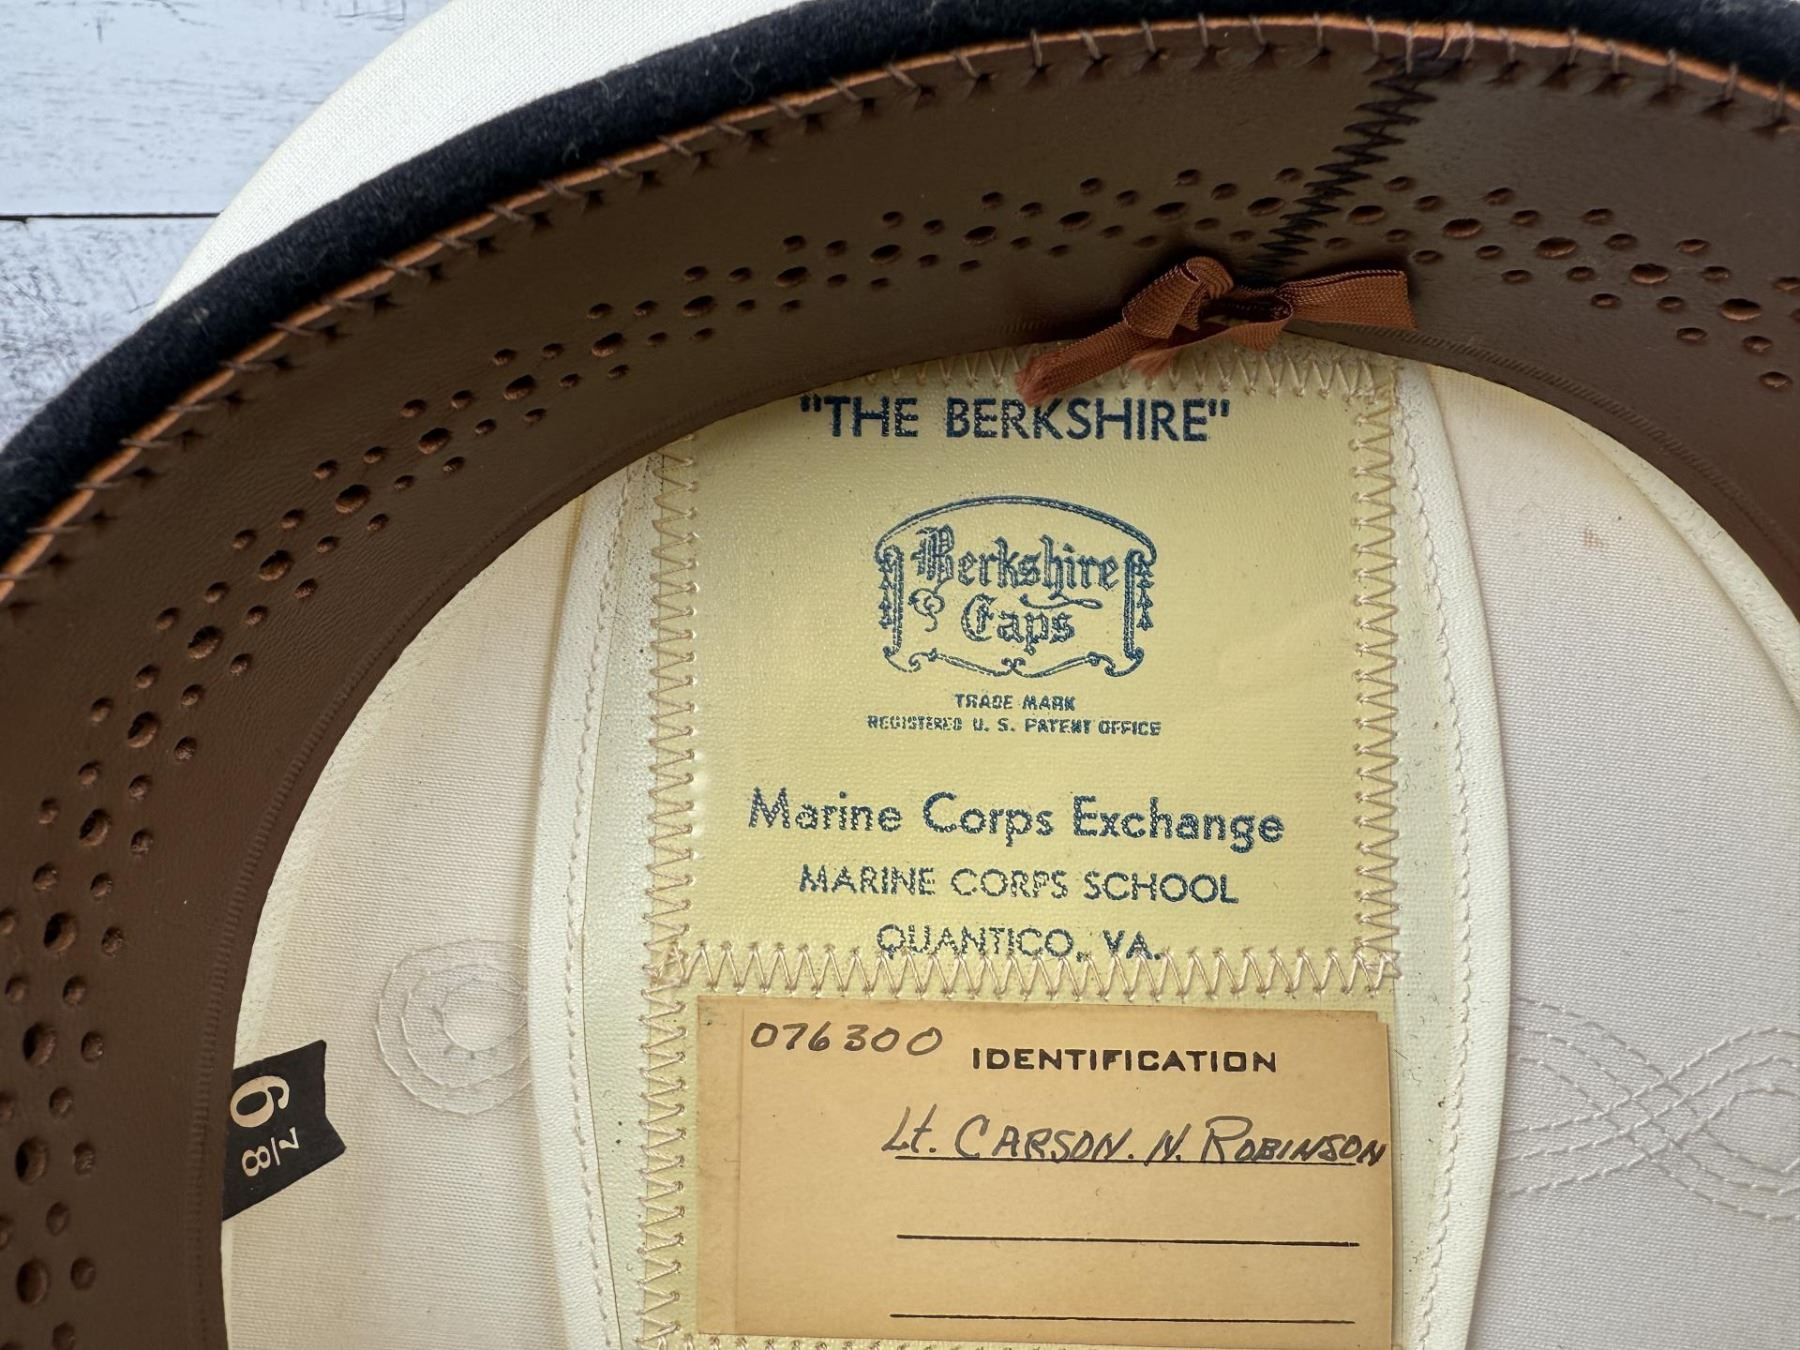 "THE BERKSHIRE"
Berkshire
Caps
TRADE MARK
REGISTERED U. S. PATENT OFFICE
Marine Corps Exchange
MARINE CORPS SCHOOL
QUANTICO, VA.
076300 IDENTIFICATION
Lt. CARSON. N. ROBINSON
6 7/8